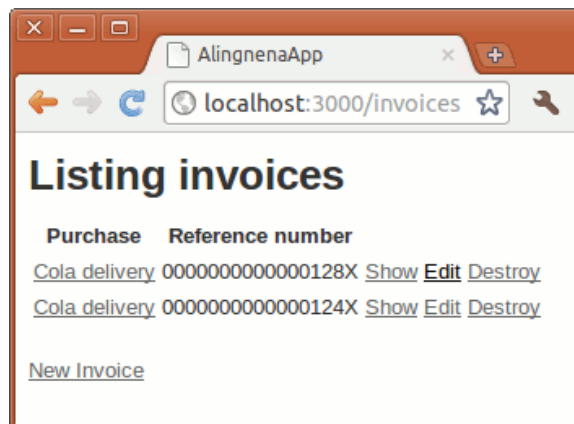 AlingnenaApp
localhost:3000/invoices
Listing invoices
Purchase Reference number
Cola delivery 0000000000000128X Show Edit Destroy
Cola delivery 0000000000000124X Show Edit Destroy
New Invoice